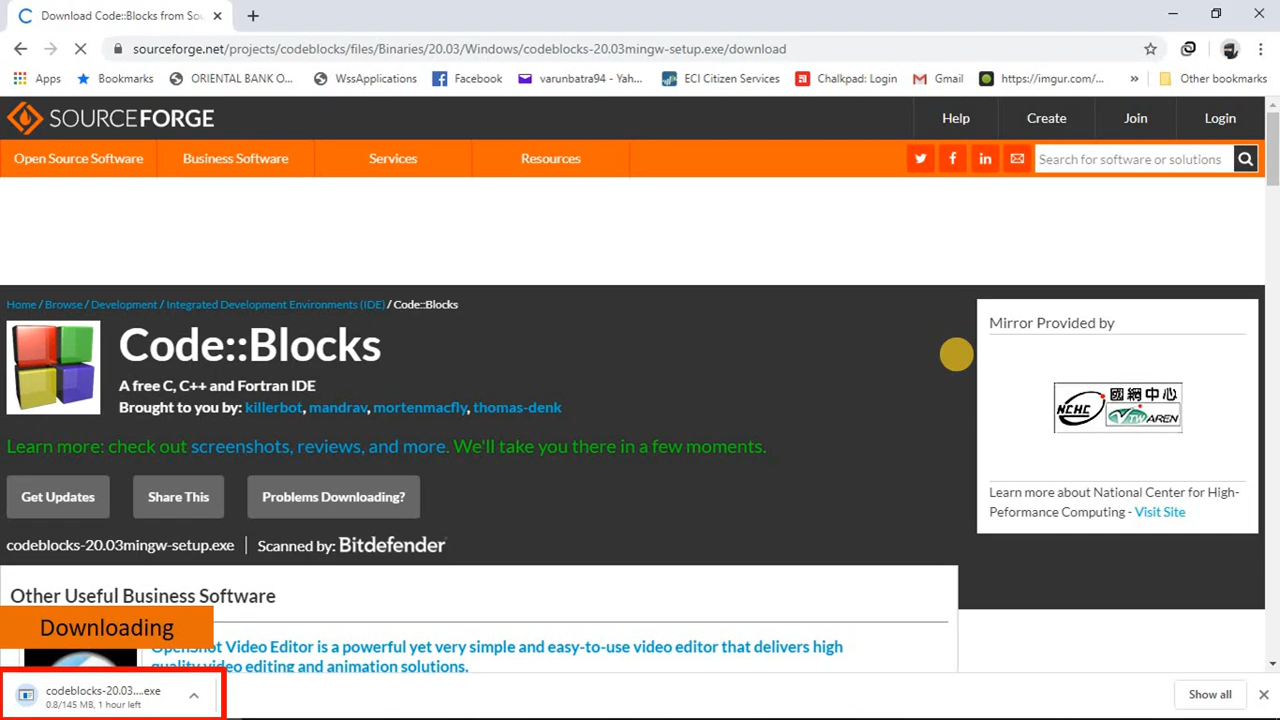 Download Code::Blocks from Sou
sourceforge.net/projects/codeblocks/files/Binaries/20.03/Windows/codeblocks-20.03mingw-setup.exe/download
Apps Bookmarks ORIENTAL BANK O... WssApplications Facebook varunbatra94 - Yah... ECI Citizen Services Chalkpad: Login Gmail https://imgur.com/... » Other bookmarks
SOURCEFORGE Help Create Join Login
Open Source Software Business Software Services Resources Search for software or solutions
Home / Browse / Development / Integrated Development Environments (IDE) / Code::Blocks
Code::Blocks
A free C, C++ and Fortran IDE
Brought to you by: killerbot, mandrav, mortenmacfly, thomas-denk
Learn more: check out screenshots, reviews, and more. We'll take you there in a few moments.
Get Updates Share This Problems Downloading?
codeblocks-20.03mingw-setup.exe Scanned by: Bitdefender
Mirror Provided by
國網中心
NCHC TWAREN
Learn more about National Center for High-
Peformance Computing - Visit Site
Other Useful Business Software
Downloading
OpenShot Video Editor is a powerful yet very simple and easy-to-use video editor that delivers high
quality video editing and animation solutions.
codeblocks-20.03....exe
0.8/145 MB, 1 hour left
Show all